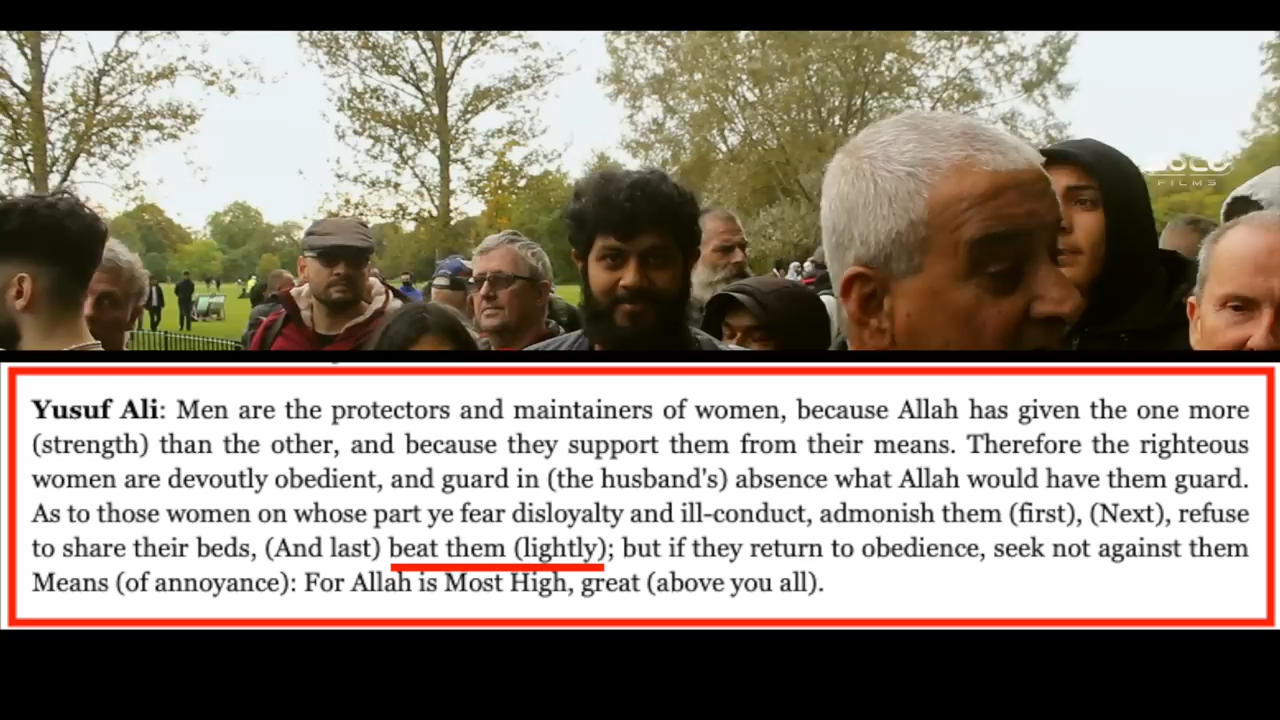 FILMS
Yusuf Ali: Men are the protectors and maintainers of women, because Allah has given the one more
(strength) than the other, and because they support them from their means. Therefore the righteous
women are devoutly obedient, and guard in (the husband's) absence what Allah would have them guard.
As to those women on whose part ye fear disloyalty and ill-conduct, admonish them (first), (Next), refuse
to share their beds, (And last) beat them (lightly); but if they return to obedience, seek not against them
Means (of annoyance): For Allah is Most High, great (above you all).